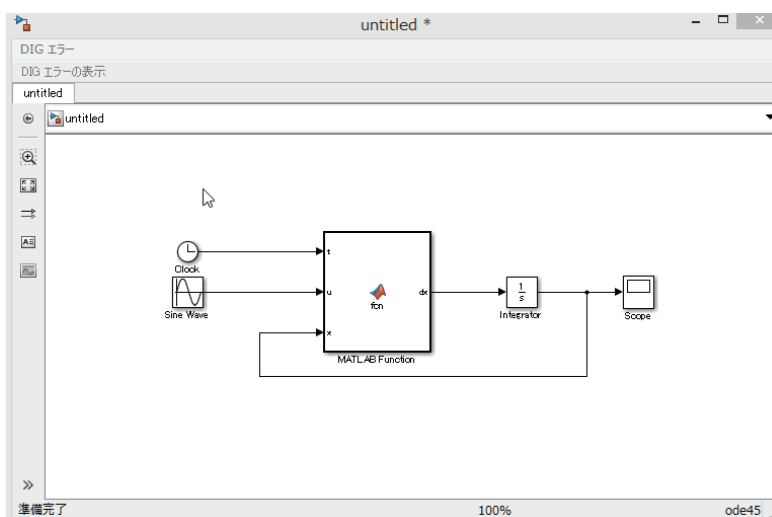 untitled *
DIG エラー
DIG エラーの表示
untitled
untitled
t
Clock
u
fcn
dx
1
s
Sine Wave
Integrator
Scope
x
MATLAB Function
準備完了 100% ode45